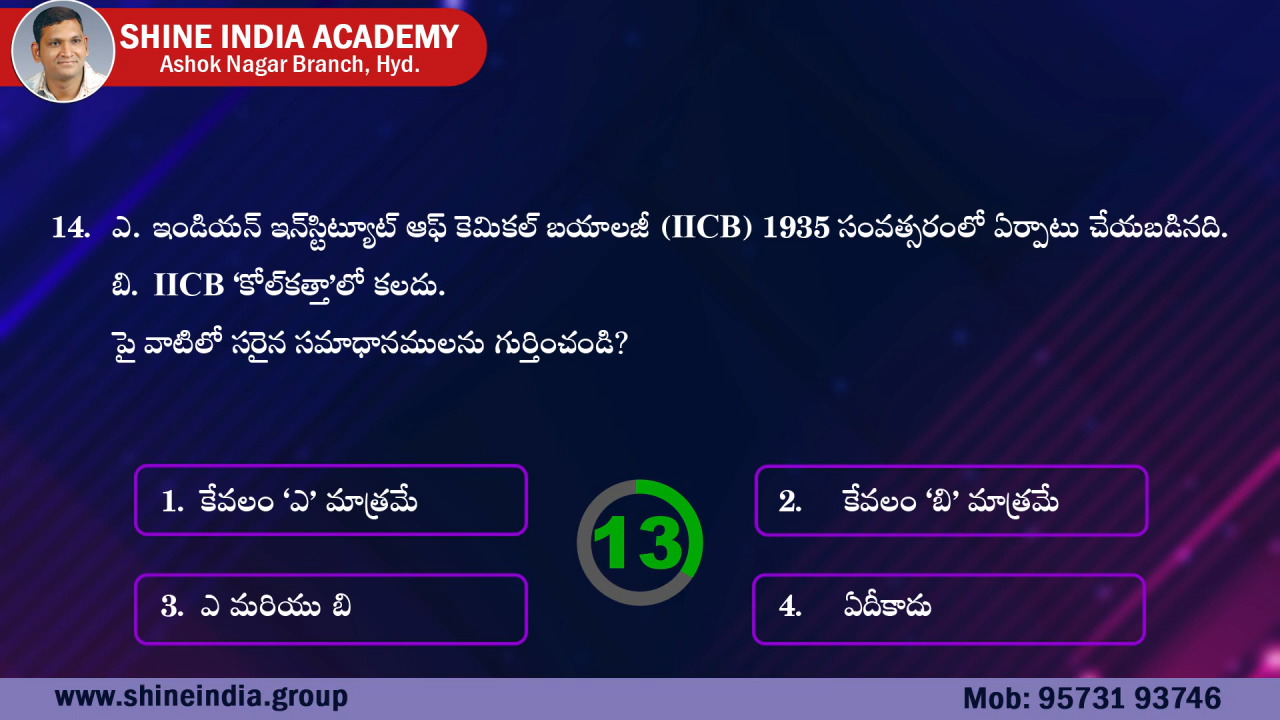 SHINE INDIA ACADEMY
Ashok Nagar Branch, Hyd.
14. ఎ. ఇండియన్ ఇన్‌స్టిట్యూట్ ఆఫ్ కెమికల్ బయాలజీ (IICB) 1935 సంవత్సరంలో ఏర్పాటు చేయబడినది.
బి. IICB ‘కోల్‌కత్తా’లో కలదు.
పై వాటిలో సరైన సమాధానములను గుర్తించండి?
1. కేవలం ‘ఎ’ మాత్రమే
2. కేవలం ‘బి’ మాత్రమే
13
3. ఎ మరియు బి
4. ఏదీకాదు
www.shineindia.group
Mob: 95731 93746